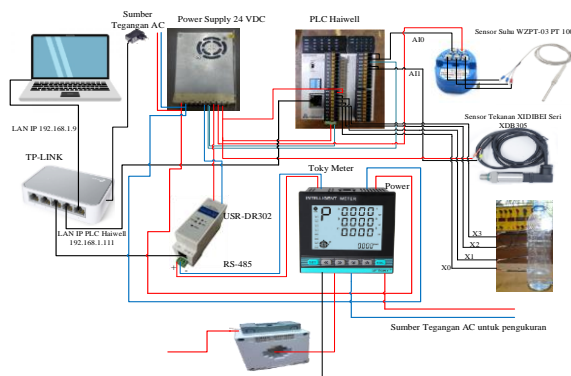 Sumber
Tegangan AC
Power Supply 24 VDC
PLC Haiwell
Sensor Suhu WZPT-03 PT 100
AI0
AI1
LAN IP 192.168.1.9
Sensor Tekanan XIDIBEI Seri
XDB305
TP-LINK
Toky Meter
Power
INTELLIGENT METER
USR-DR302
LAN IP PLC Haiwell
192.168.1.111
RS-485
+
-
X3
X2
X1
X0
Sumber Tegangan AC untuk pengukuran